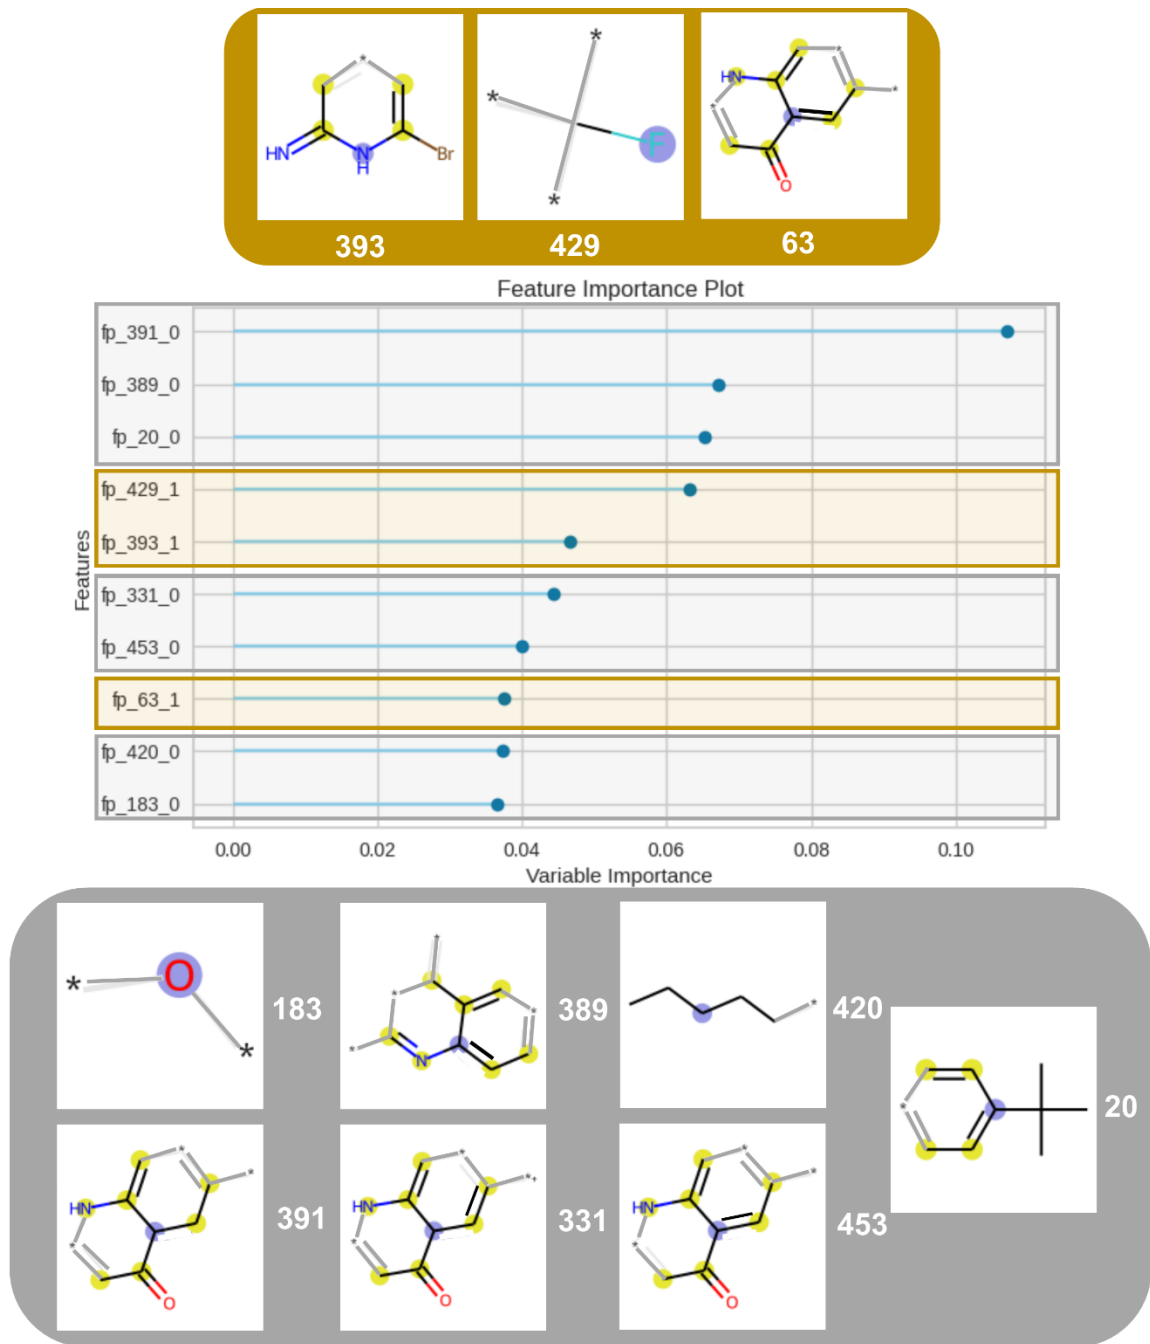 HN
N
H
Br
*
*
*
*
F
HN
*
*
*
O
393
429
63
Feature Importance Plot
fp_391_0
fp_389_0
fp_20_0
fp_429_1
fp_393_1
fp_331_0
fp_453_0
fp_63_1
fp_420_0
fp_183_0
Features
0.00 0.02 0.04 0.06 0.08 0.10
Variable Importance
*
O
*
183
*
*
*
*
N
389
*
420
*
20
HN
*
*
*
O
391
HN
*
*
*
O
331
HN
*
*
*
O
453